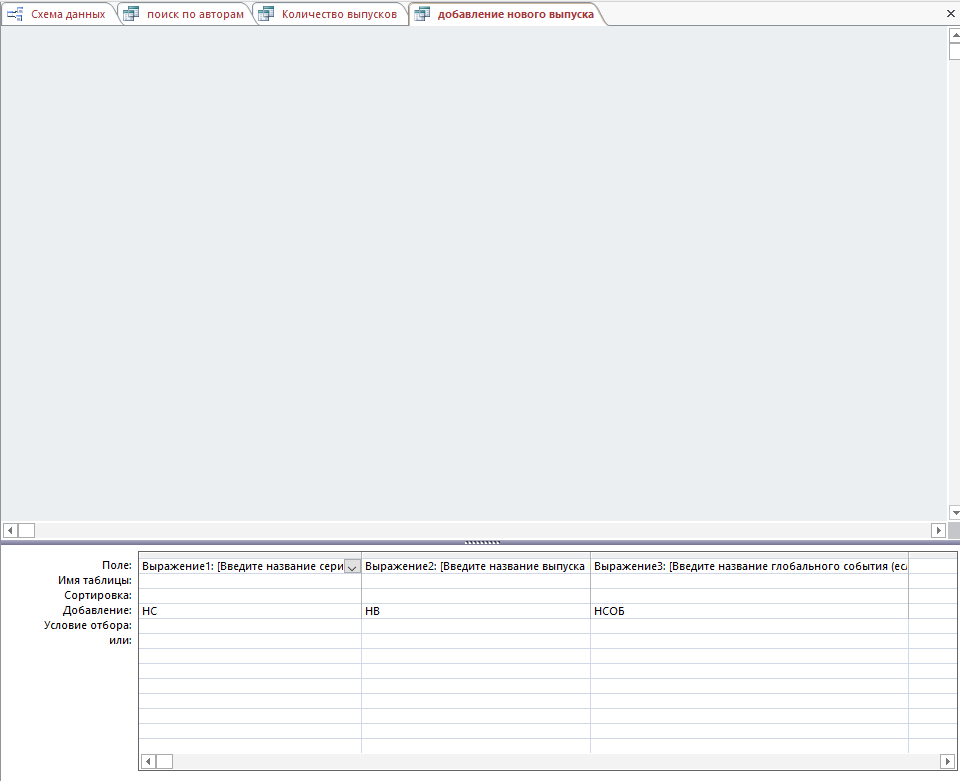 Схема данных
поиск по авторам
Количество выпусков
добавление нового выпуска
Поле: Выражение1: [Введите название сери Выражение2: [Введите название выпуска Выражение3: [Введите название глобального события (есл
Имя таблицы:
Сортировка:
Добавление: НС НВ НСОБ
Условие отбора:
или: